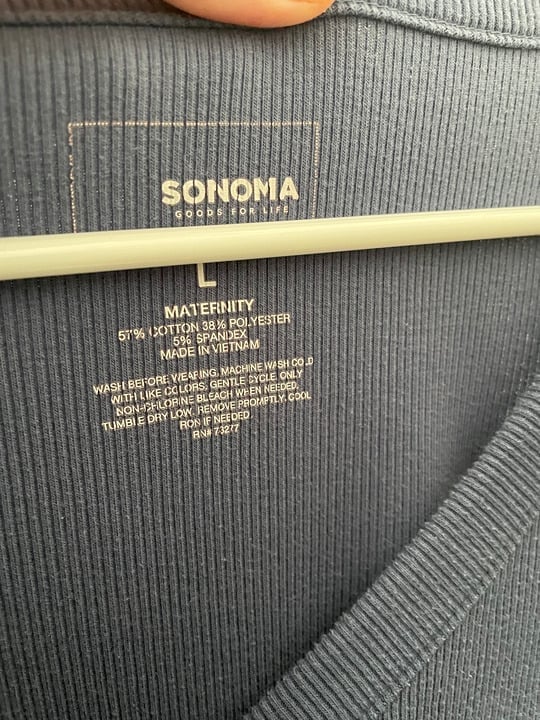 SONOMA
GOODS FOR LIFE
L
MATERNITY
57% COTTON 38% POLYESTER
5% SPANDEX
MADE IN VIETNAM
WASH BEFORE WEARING. MACHINE WASH COLD
WITH LIKE COLORS. GENTLE CYCLE. ONLY
NON-CHLORINE BLEACH WHEN NEEDED.
TUMBLE DRY LOW. REMOVE PROMPTLY. COOL
IRON IF NEEDED.
RN# 73277